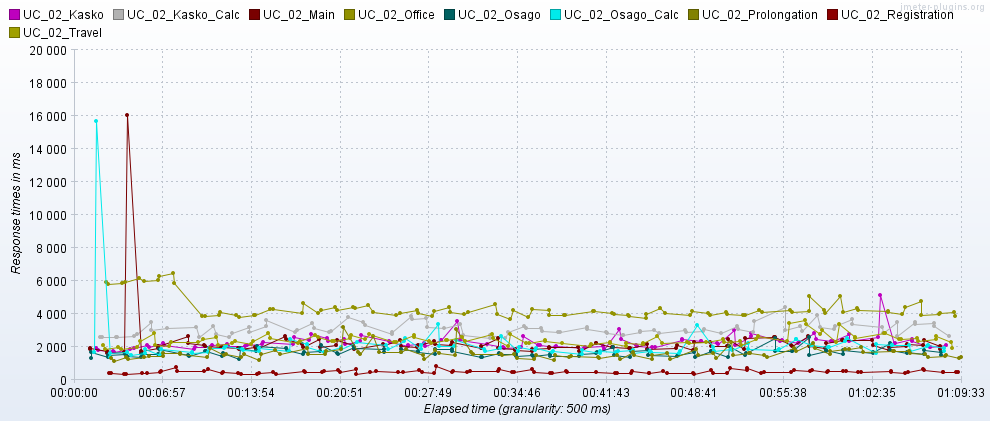 jmeter-plugins.org
UC_02_Kasko UC_02_Kasko_Calc UC_02_Main UC_02_Office UC_02_Osago UC_02_Osago_Calc UC_02_Prolongation UC_02_Registration
UC_02_Travel
20 000
18 000
16 000
14 000
12 000
10 000
8 000
6 000
4 000
2 000
0
Response times in ms
00:00:00 00:06:57 00:13:54 00:20:51 00:27:49 00:34:46 00:41:43 00:48:41 00:55:38 01:02:35 01:09:33
Elapsed time (granularity: 500 ms)